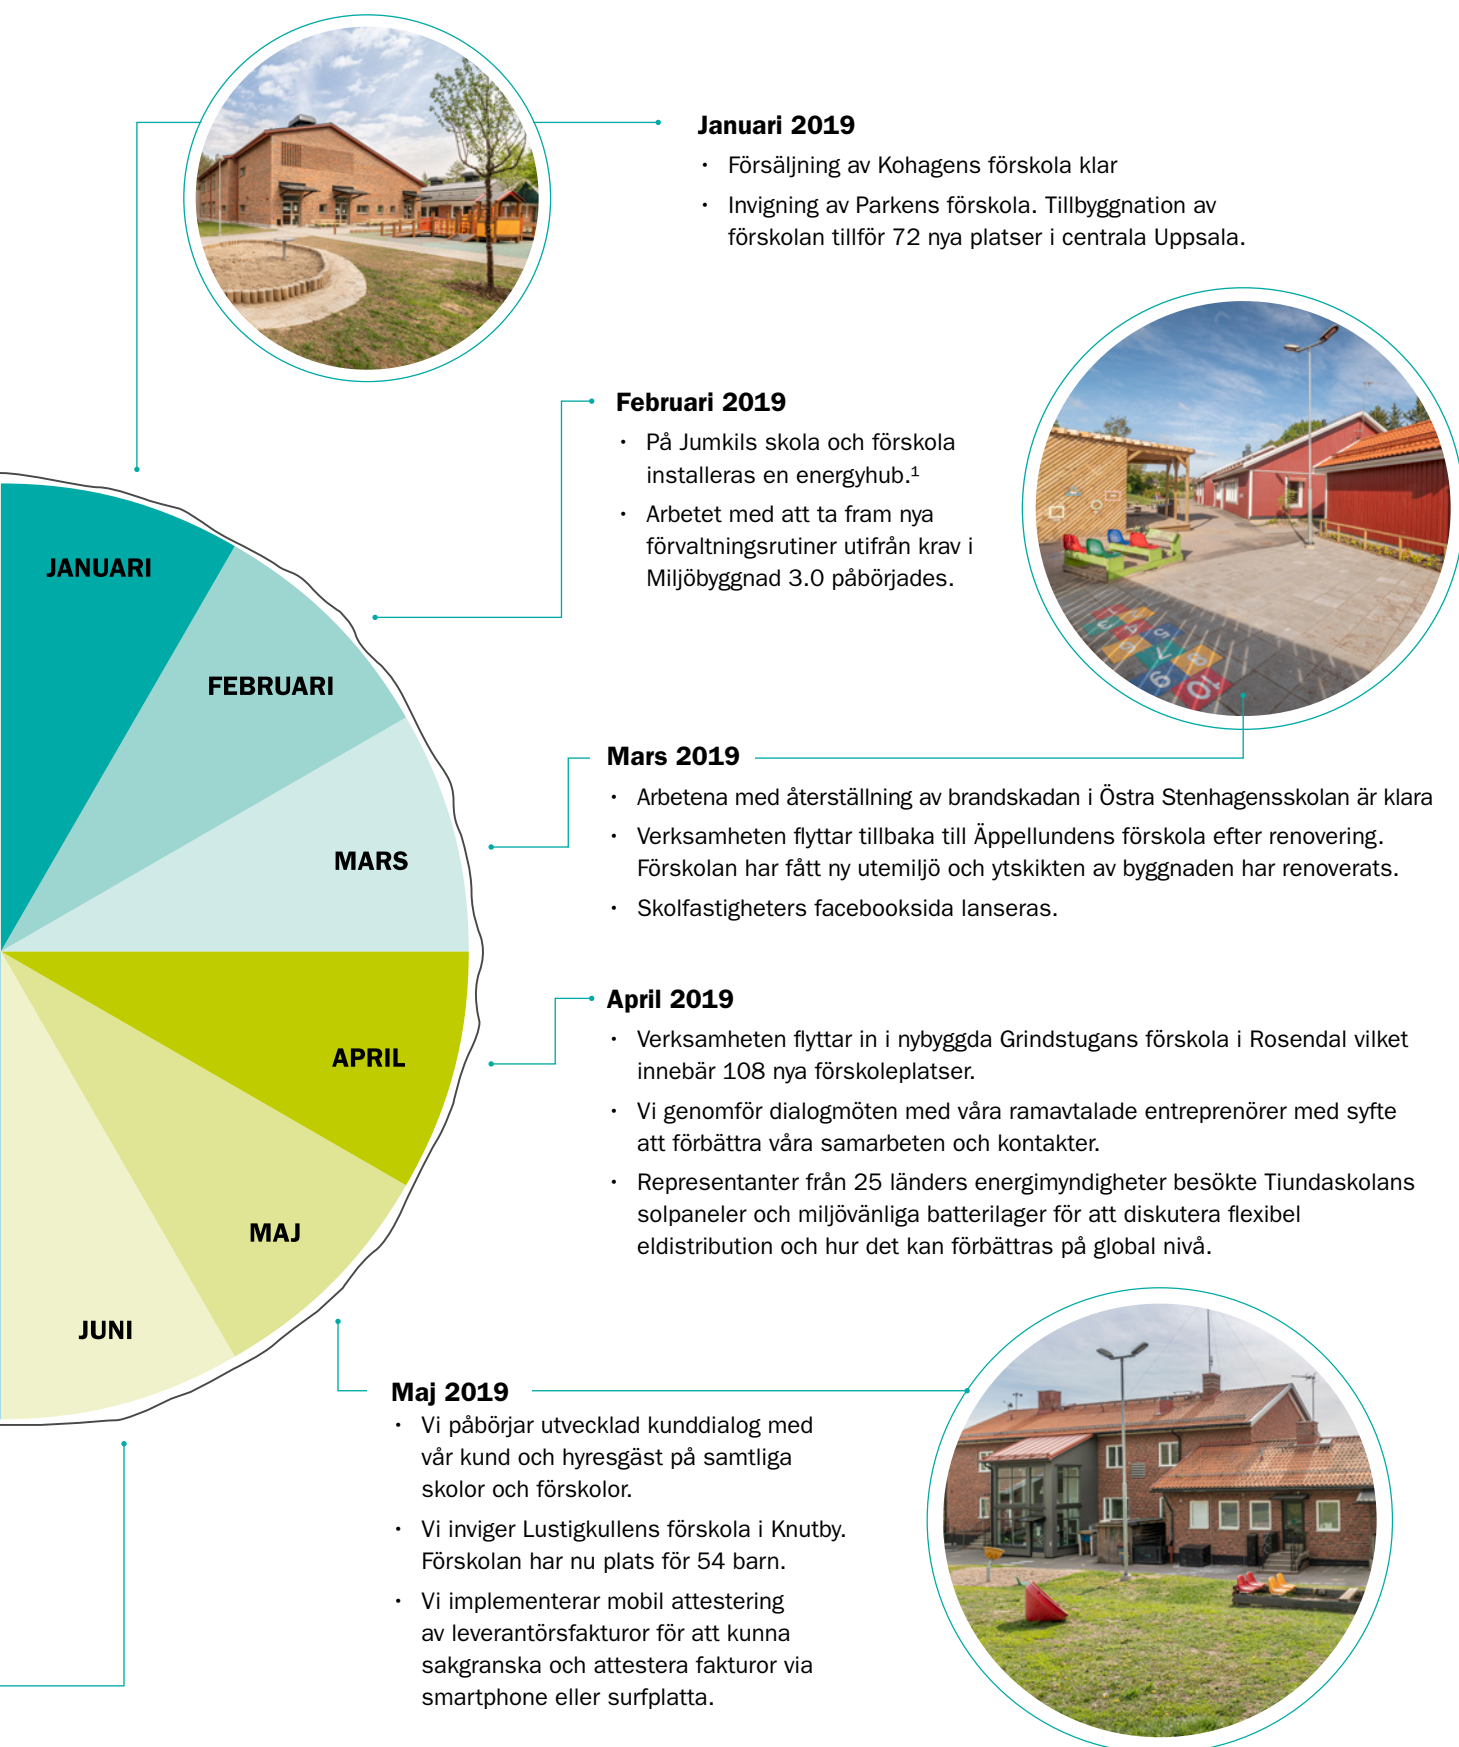 Januari 2019
· Försäljning av Kohagens förskola klar
· Invigning av Parkens förskola. Tillbyggnation av
förskolan tillför 72 nya platser i centrala Uppsala.
Februari 2019
· På Jumkils skola och förskola
installeras en energyhub.¹
· Arbetet med att ta fram nya
förvaltningsrutiner utifrån krav i
Miljöbyggnad 3.0 påbörjades.
JANUARI
FEBRUARI
MARS
APRIL
MAJ
JUNI
Mars 2019
· Arbetena med återställning av brandskadan i Östra Stenhagensskolan är klara
· Verksamheten flyttar tillbaka till Äppellundens förskola efter renovering.
Förskolan har fått ny utemiljö och ytskikten av byggnaden har renoverats.
· Skolfastigheters facebooksida lanseras.
April 2019
· Verksamheten flyttar in i nybyggda Grindstugans förskola i Rosendal vilket
innebär 108 nya förskoleplatser.
· Vi genomför dialogmöten med våra ramavtalade entreprenörer med syfte
att förbättra våra samarbeten och kontakter.
· Representanter från 25 länders energimyndigheter besökte Tiundaskolans
solpaneler och miljövänliga batterilager för att diskutera flexibel
eldistribution och hur det kan förbättras på global nivå.
Maj 2019
· Vi påbörjar utvecklad kunddialog med
vår kund och hyresgäst på samtliga
skolor och förskolor.
· Vi inviger Lustigkullens förskola i Knutby.
Förskolan har nu plats för 54 barn.
· Vi implementerar mobil attestering
av leverantörsfakturor för att kunna
sakgranska och attestera fakturor via
smartphone eller surfplatta.